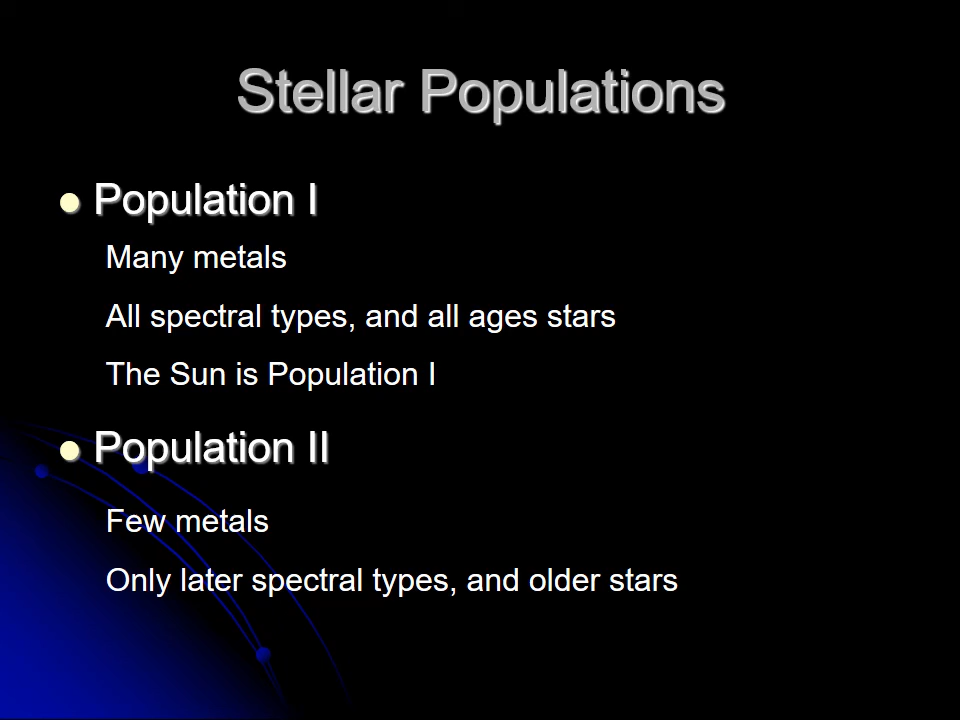 Stellar Populations
Population I
Many metals
All spectral types, and all ages stars
The Sun is Population I
Population II
Few metals
Only later spectral types, and older stars